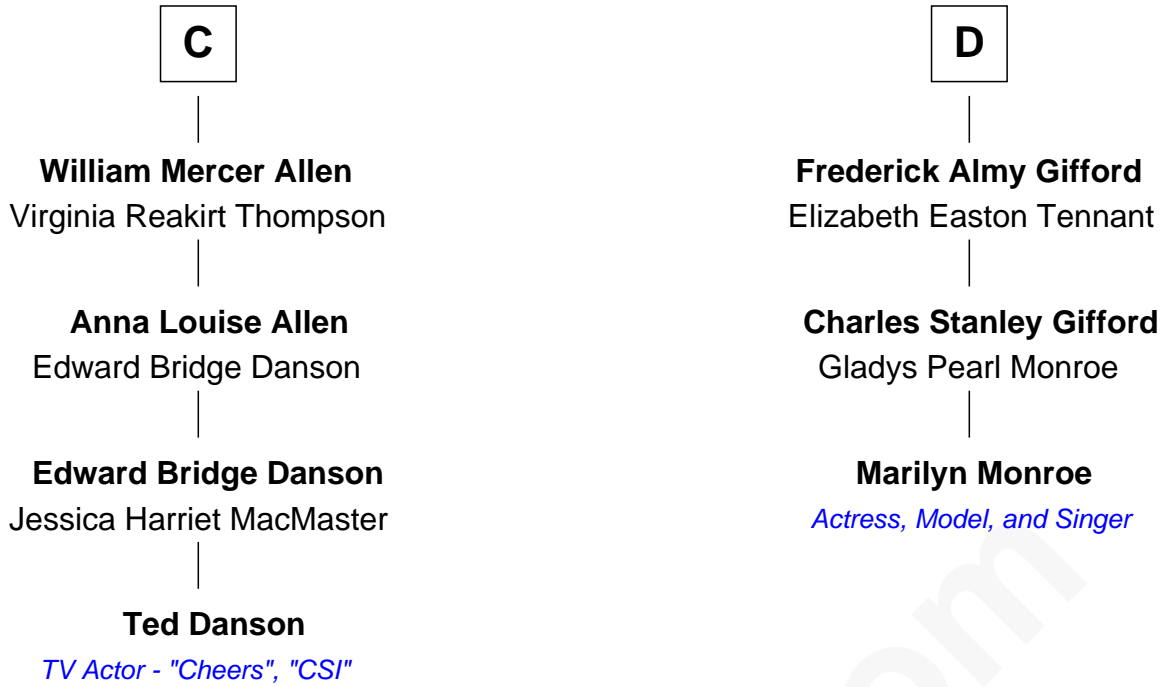 C
William Mercer Allen
Virginia Reakirt Thompson
Anna Louise Allen
Edward Bridge Danson
Edward Bridge Danson
Jessica Harriet MacMaster
Ted Danson
TV Actor - "Cheers", "CSI"
D
Frederick Almy Gifford
Elizabeth Easton Tennant
Charles Stanley Gifford
Gladys Pearl Monroe
Marilyn Monroe
Actress, Model, and Singer
om